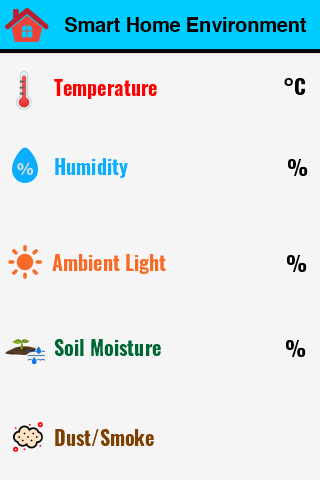 Smart Home Environment
Temperature °C
% Humidity %
Ambient Light %
Soil Moisture %
Dust/Smoke